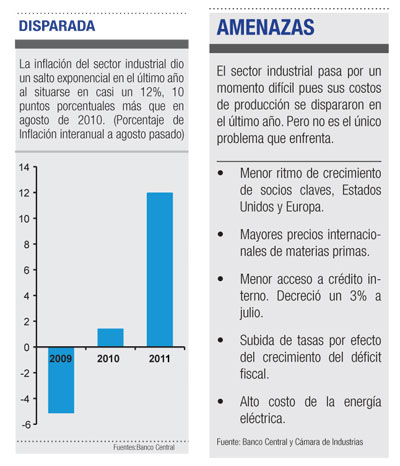 DISPARADA
La inflación del sector industrial dio
un salto exponencial en el último año
al situarse en casi un 12%, 10
puntos porcentuales más que en
agosto de 2010. (Porcentaje de
Inflación interanual a agosto pasado)
14
12
10
8
6
4
2
0
-2
-4
-6
2009
2010
2011
Fuentes:Banco Central
AMENAZAS
El sector industrial pasa por un
momento difícil pues sus costos
de producción se dispararon en
el último año. Pero no es el único
problema que enfrenta.
• Menor ritmo de crecimiento
de socios claves, Estados
Unidos y Europa.
• Mayores precios internacio-
nales de materias primas.
• Menor acceso a crédito in-
terno. Decreció un 3% a
julio.
• Subida de tasas por efecto
del crecimiento del déficit
fiscal.
• Alto costo de la energía
eléctrica.
Fuente: Banco Central y Cámara de Industrias